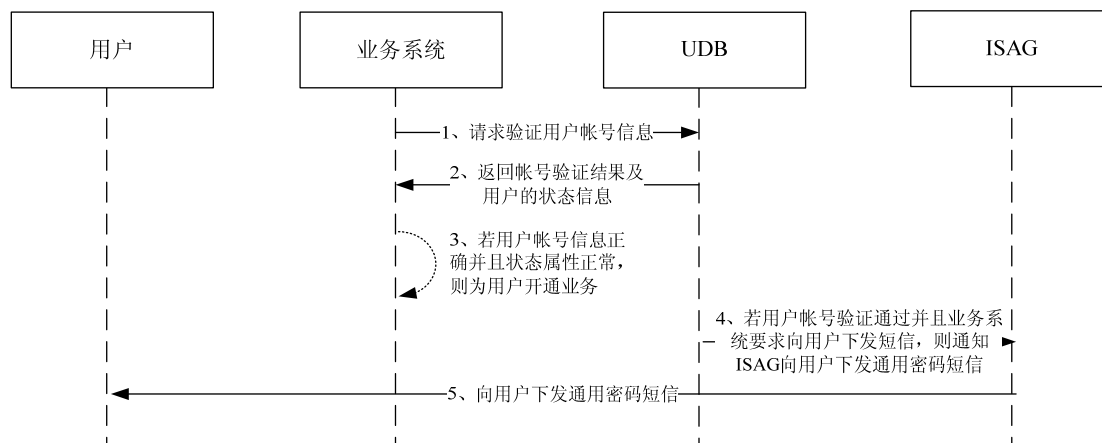 用户
业务系统
UDB
ISAG
1、请求验证用户帐号信息
2、返回帐号验证结果及
用户的状态信息
3、若用户帐号信息正
确并且状态属性正常，
则为用户开通业务
4、若用户帐号验证通过并且业务系
统要求向用户下发短信，则通知
ISAG向用户下发通用密码短信
5、向用户下发通用密码短信